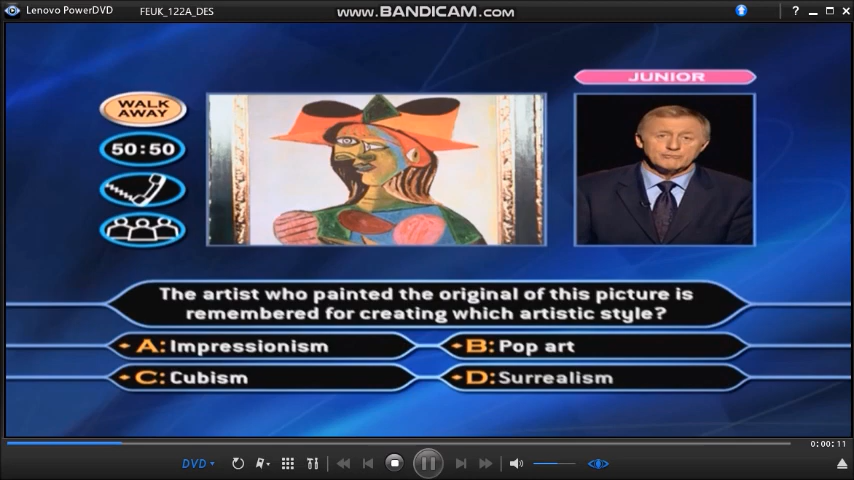 Lenovo PowerDVD
FEUK_122A_DES
www.BANDICAM.com
?
JUNIOR
WALK
AWAY
50:50
The artist who painted the original of this picture is
remembered for creating which artistic style?
A: Impressionism
B: Pop art
C: Cubism
D: Surrealism
0:00:11
DVD